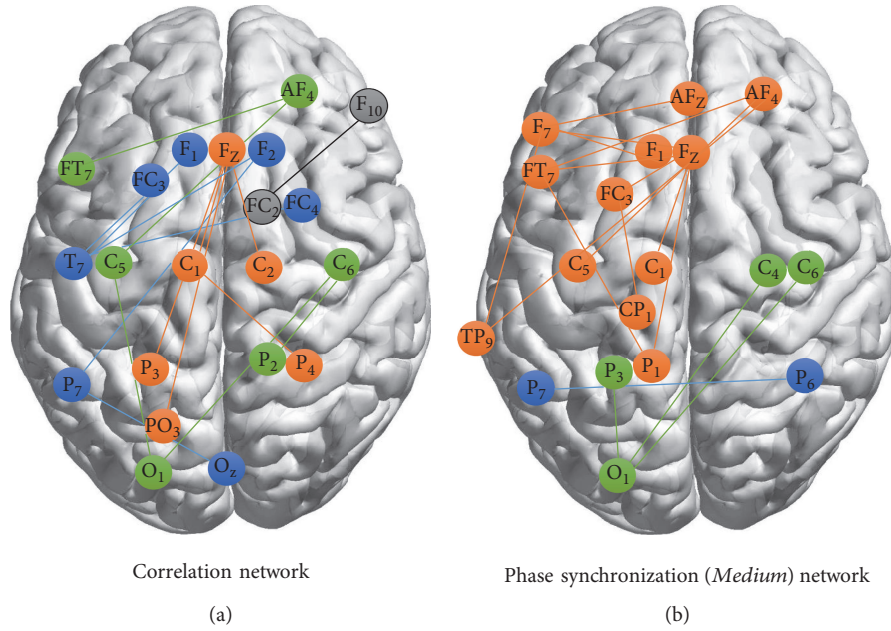 AF4
F10
F1
FZ
F2
FT7
FC3
FC2
FC4
T7
C5
C1
C2
C6
P7
P3
P2
P4
PO3
O1
Oz
Correlation network
(a)
AFZ
AF4
F7
F1
FZ
FT7
FC3
C5
C1
C4
C6
CP1
TP9
P7
P3
P1
P6
O1
Phase synchronization (Medium) network
(b)